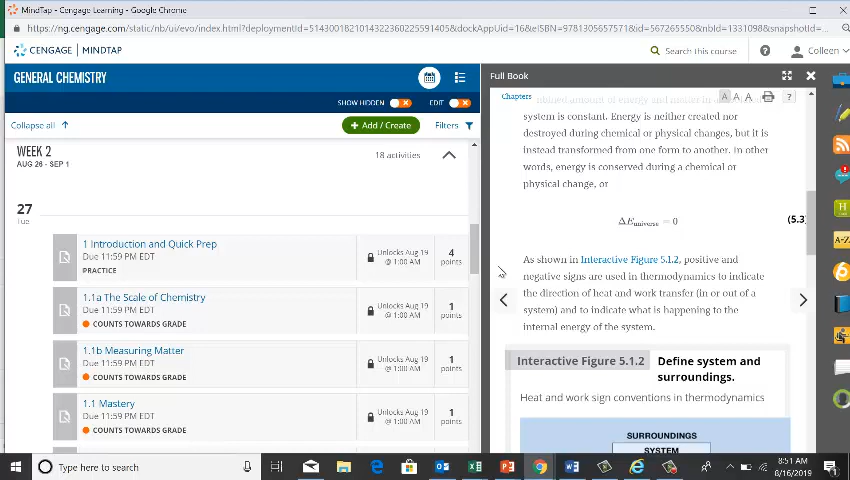 MindTap - Cengage Learning - Google Chrome
https://ng.cengage.com/static/nb/ui/evo/index.html?deploymentId=5143001821014322360225591405&dockAppUid=16&eISBN=9781305657571&id=567265550&nbId=1331098&snapshotId=...
CENGAGE | MINDTAP
Search this course
?
Colleen
GENERAL CHEMISTRY
SHOW HIDDEN
EDIT
Collapse all
+ Add / Create
Filters
WEEK 2
AUG 26 - SEP 1
18 activities
27
Tue
1 Introduction and Quick Prep
Due 11:59 PM EDT
PRACTICE
Unlocks Aug 19
@ 1:00 AM
4
points
1.1a The Scale of Chemistry
Due 11:59 PM EDT
COUNTS TOWARDS GRADE
Unlocks Aug 19
@ 1:00 AM
1
points
1.1b Measuring Matter
Due 11:59 PM EDT
COUNTS TOWARDS GRADE
Unlocks Aug 19
@ 1:00 AM
1
points
1.1 Mastery
Due 11:59 PM EDT
COUNTS TOWARDS GRADE
Unlocks Aug 19
@ 1:00 AM
1
points
Full Book
Chapters
A A A
?
amount of energy and matter in
system is constant. Energy is neither created nor
destroyed during chemical or physical changes, but it is
instead transformed from one form to another. In other
words, energy is conserved during a chemical or
physical change, or
ΔEuniverse = 0
(5.3
As shown in Interactive Figure 5.1.2, positive and
negative signs are used in thermodynamics to indicate
the direction of heat and work transfer (in or out of a
system) and to indicate what is happening to the
internal energy of the system.
Interactive Figure 5.1.2
Define system and
surroundings.
Heat and work sign conventions in thermodynamics
SURROUNDINGS
SYSTEM
A-Z
Type here to search
8:51 AM
8/16/2019